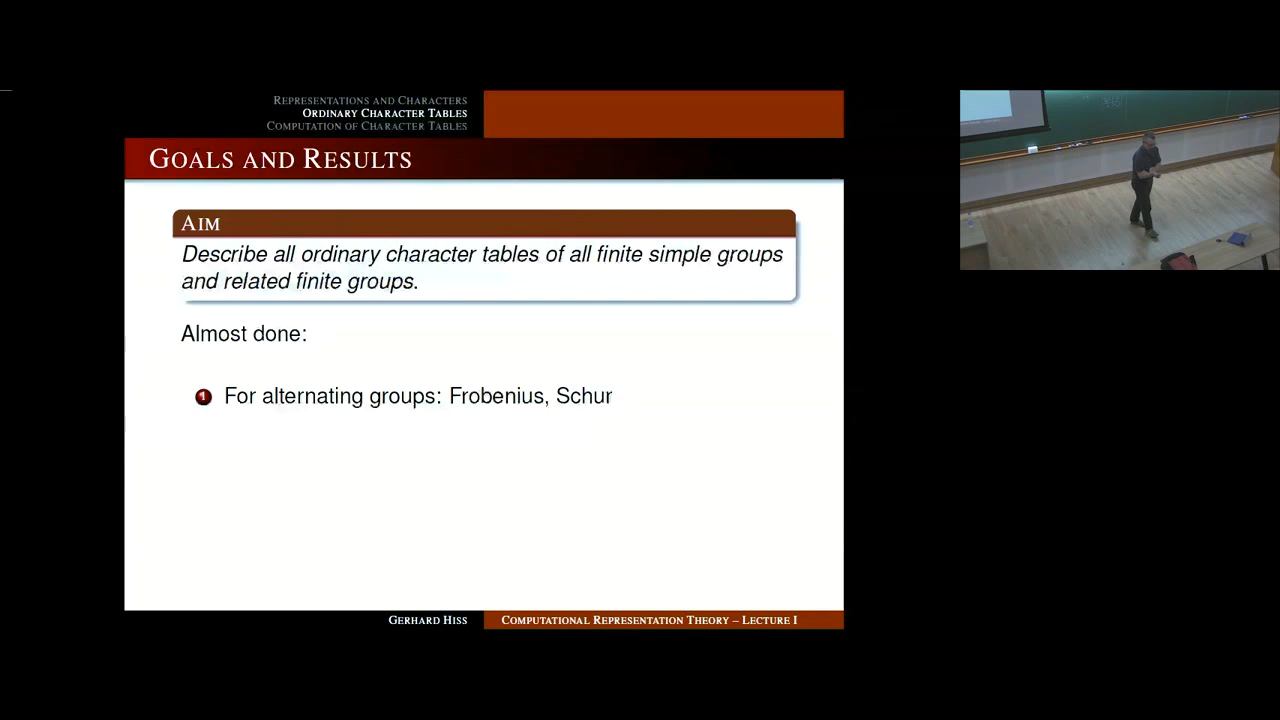 REPRESENTATIONS AND CHARACTERS
ORDINARY CHARACTER TABLES
COMPUTATION OF CHARACTER TABLES
GOALS AND RESULTS
AIM
Describe all ordinary character tables of all finite simple groups
and related finite groups.
Almost done:
1 For alternating groups: Frobenius, Schur
GERHARD HISS
COMPUTATIONAL REPRESENTATION THEORY – LECTURE I